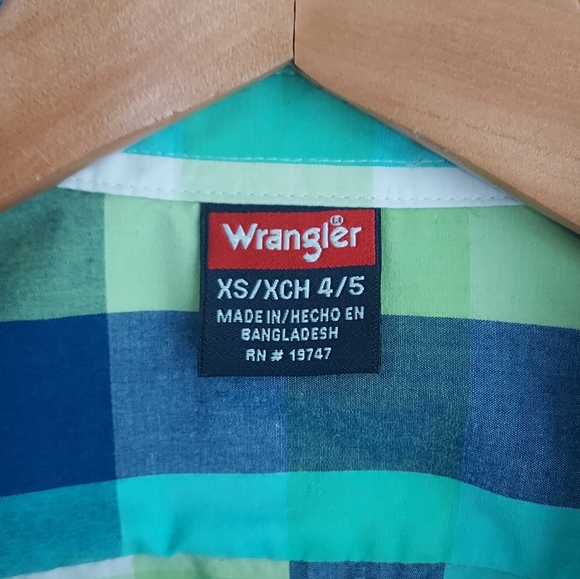 Wrangler®
XS/XCH 4/5
MADE IN/HECHO EN
BANGLADESH
RN # 19747